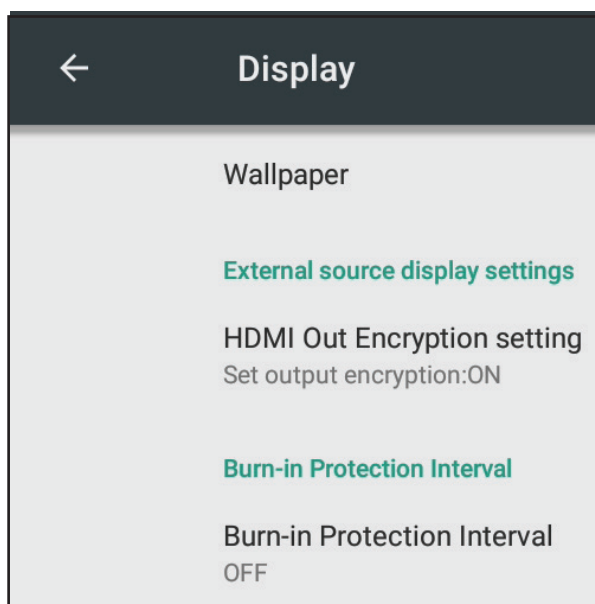 Display
Wallpaper
External source display settings
HDMI Out Encryption setting
Set output encryption:ON
Burn-in Protection Interval
Burn-in Protection Interval
OFF